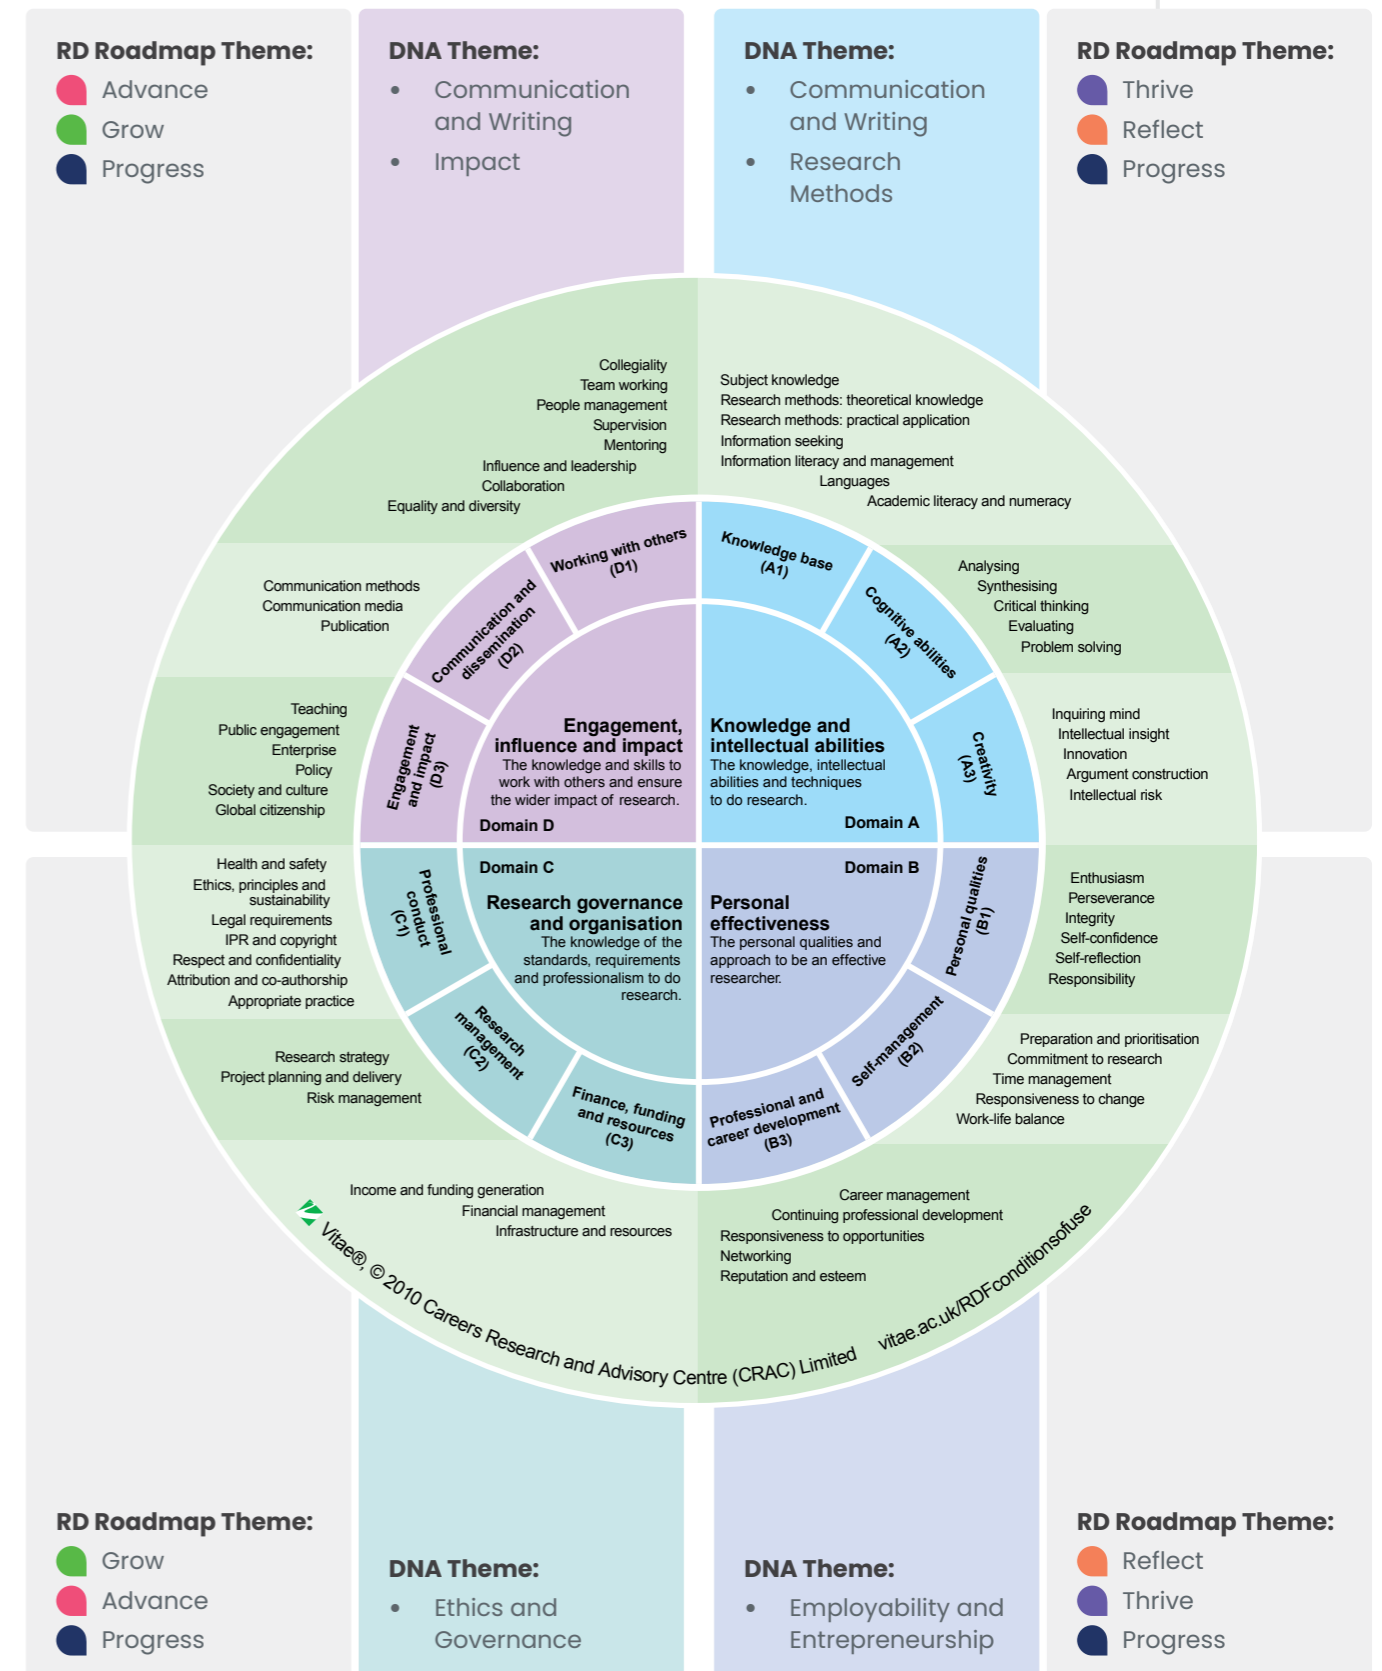 RD Roadmap Theme:
Advance
Grow
Progress
DNA Theme:
• Communication
and Writing
• Impact
DNA Theme:
• Communication
and Writing
• Research
Methods
RD Roadmap Theme:
Thrive
Reflect
Progress
Collegiality
Team working
People management
Supervision
Mentoring
Influence and leadership
Collaboration
Equality and diversity
Subject knowledge
Research methods: theoretical knowledge
Research methods: practical application
Information seeking
Information literacy and management
Languages
Academic literacy and numeracy
Communication methods
Communication media
Publication
Working with others
(D1)
Knowledge base
(A1)
Analysing
Synthesising
Critical thinking
Evaluating
Problem solving
Communication and
dissemination
(D2)
Cognitive abilities
(A2)
Teaching
Public engagement
Enterprise
Policy
Society and culture
Global citizenship
Engagement
and impact
(D3)
Engagement,
influence and impact
The knowledge and skills to
work with others and ensure
the wider impact of research.
Domain D
Knowledge and
intellectual abilities
The knowledge, intellectual
abilities and techniques
to do research.
Domain A
Creativity
(A3)
Inquiring mind
Intellectual insight
Innovation
Argument construction
Intellectual risk
Health and safety
Ethics, principles and
sustainability
Legal requirements
IPR and copyright
Respect and confidentiality
Attribution and co-authorship
Appropriate practice
Professional
conduct
(C1)
Domain C
Research governance
and organisation
The knowledge of the
standards, requirements
and professionalism to do
research.
Domain B
Personal
effectiveness
The personal qualities and
approach to be an effective
researcher.
Personal qualities
(B1)
Enthusiasm
Perseverance
Integrity
Self-confidence
Self-reflection
Responsibility
Research strategy
Project planning and delivery
Risk management
Research
management
(C2)
Self-management
(B2)
Preparation and prioritisation
Commitment to research
Time management
Responsiveness to change
Work-life balance
Finance, funding
and resources
(C3)
Professional and
career development
(B3)
Income and funding generation
Financial management
Infrastructure and resources
Career management
Continuing professional development
Responsiveness to opportunities
Networking
Reputation and esteem
Vitae®, © 2010 Careers Research and Advisory Centre (CRAC) Limited vitae.ac.uk/RDFconditionsofuse
RD Roadmap Theme:
Grow
Advance
Progress
DNA Theme:
• Ethics and
Governance
DNA Theme:
• Employability and
Entrepreneurship
RD Roadmap Theme:
Reflect
Thrive
Progress